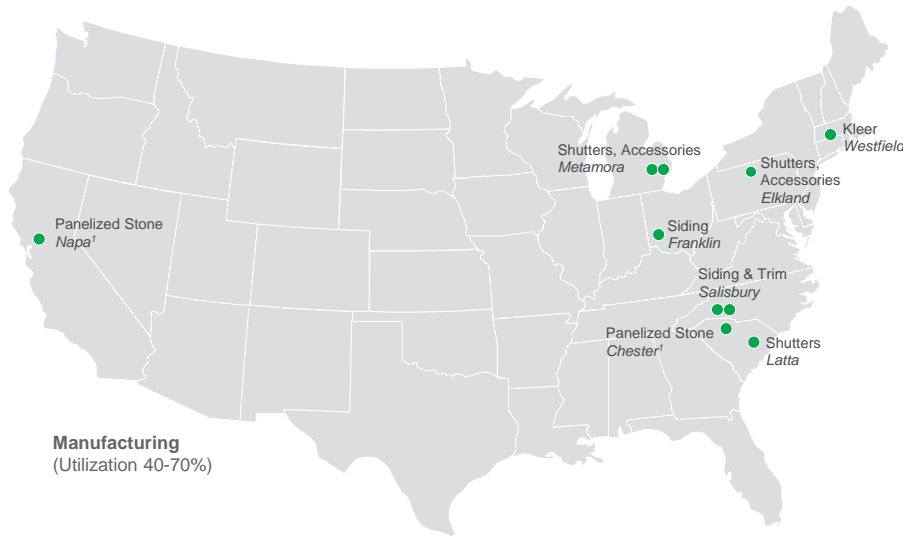 Kleer
Westfield
Shutters, Accessories
Metamora
Shutters,
Accessories
Elkland
Panelized Stone
Napa¹
Siding
Franklin
Siding & Trim
Salisbury
Panelized Stone
Chester¹
Shutters
Latta
Manufacturing
(Utilization 40-70%)